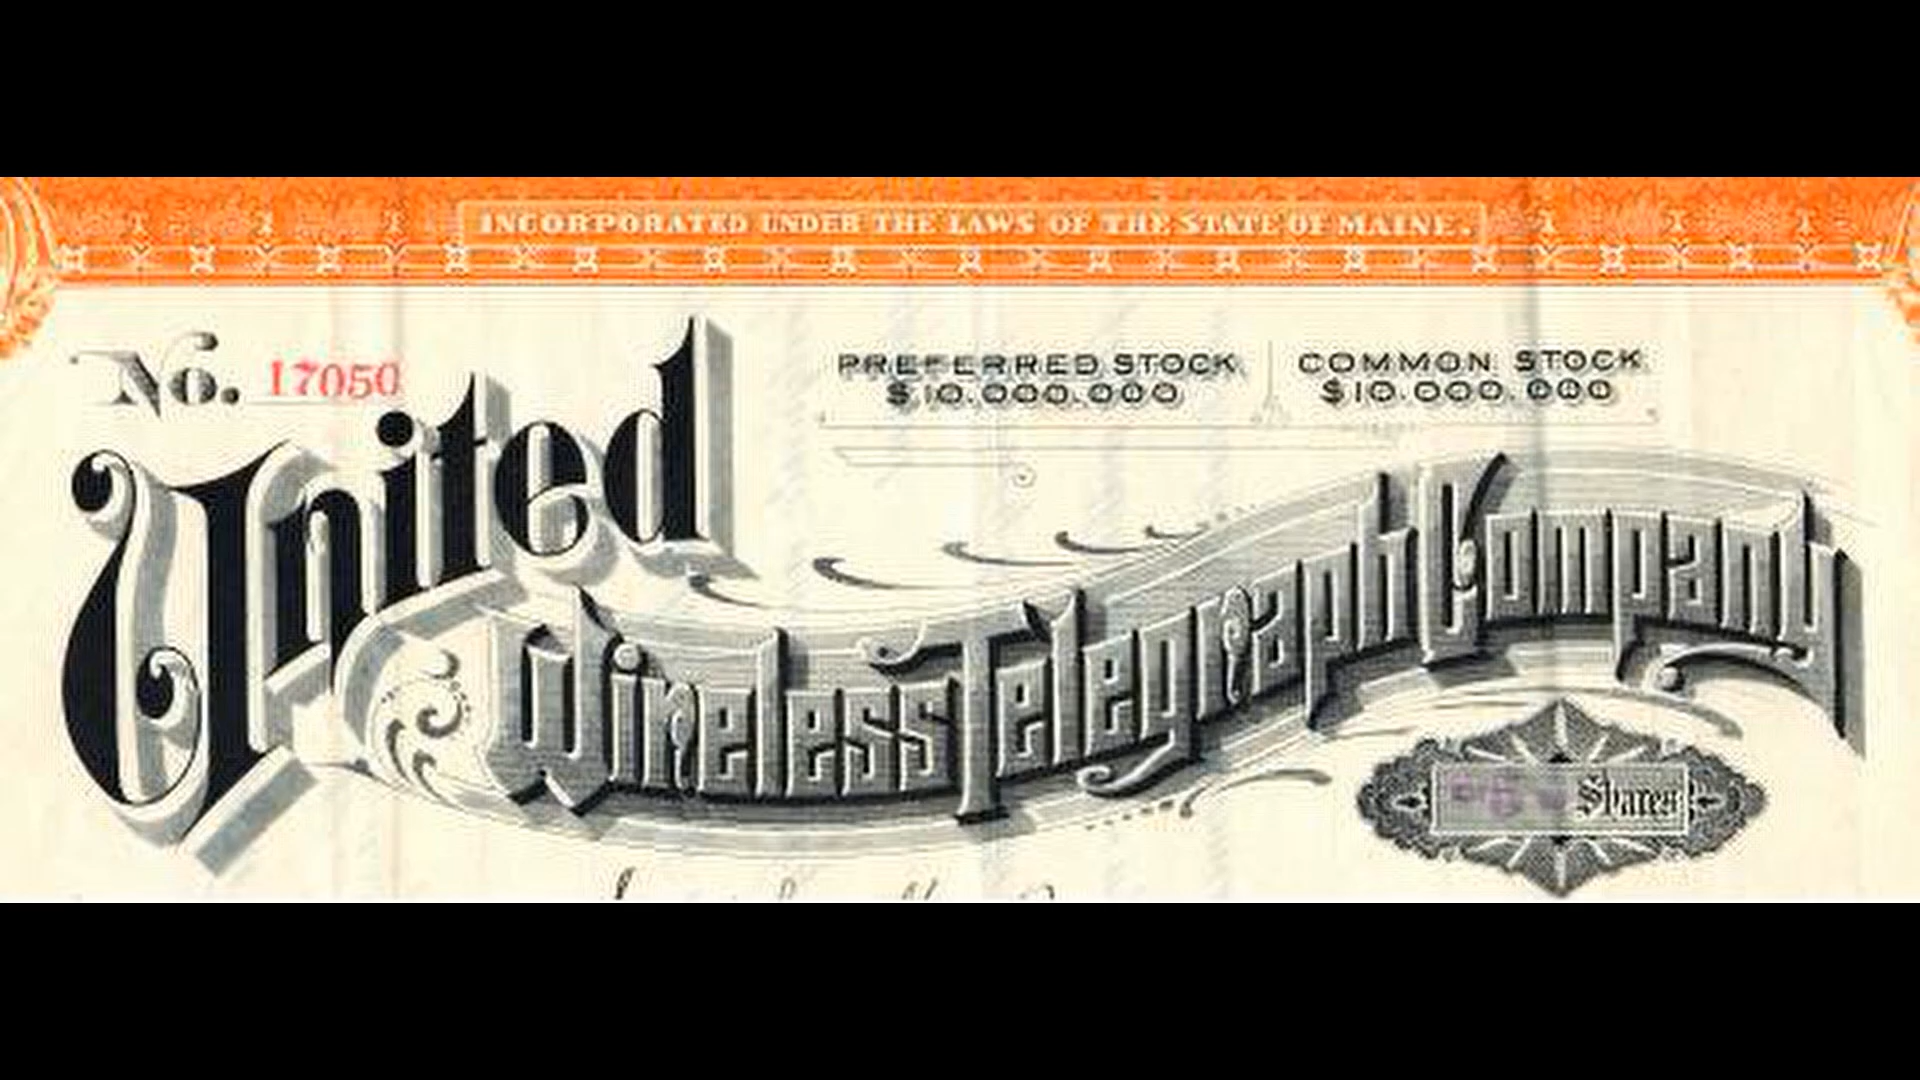 INCORPORATED UNDER THE LAWS OF THE STATE OF MAINE.
No. 17050
PREFERRED STOCK
$10.000.000
COMMON STOCK
$10.000.000
United
Wireless Telegraph Company
Shares